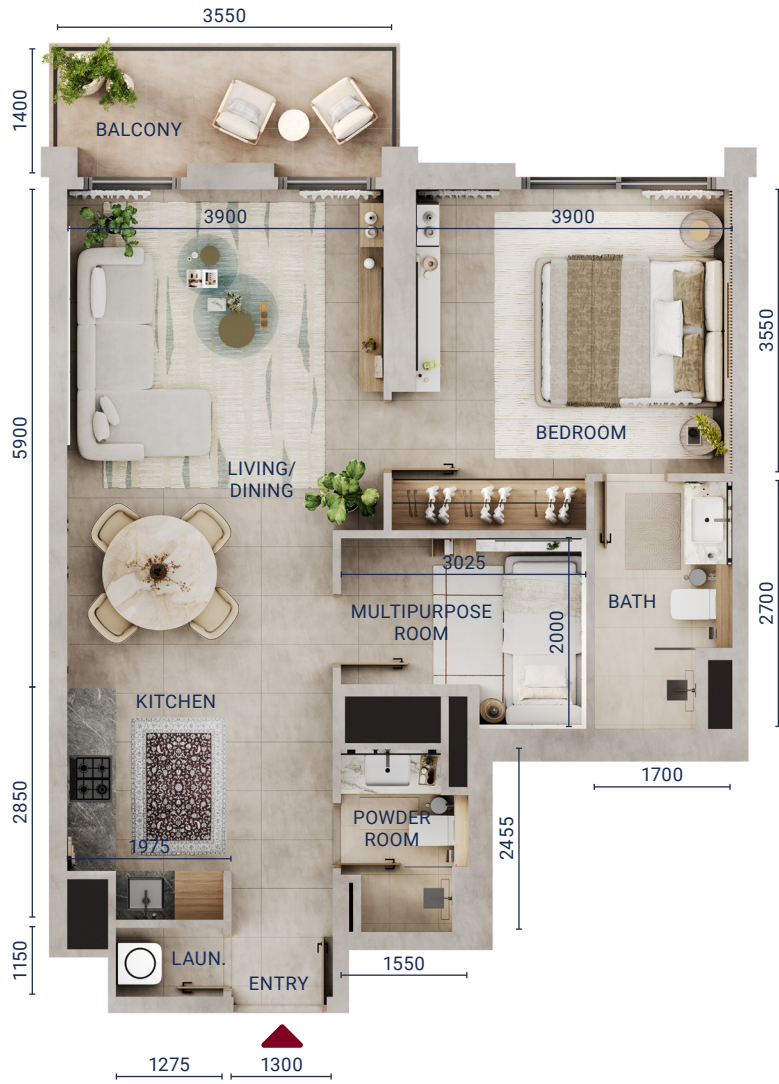 3550
1400
BALCONY
3900
3900
3550
5900
BEDROOM
LIVING/
DINING
3025
MULTIPURPOSE
ROOM
2000
BATH
2700
KITCHEN
1700
2850
POWDER
ROOM
2455
1975
1150
LAUN.
ENTRY
1550
1275
1300